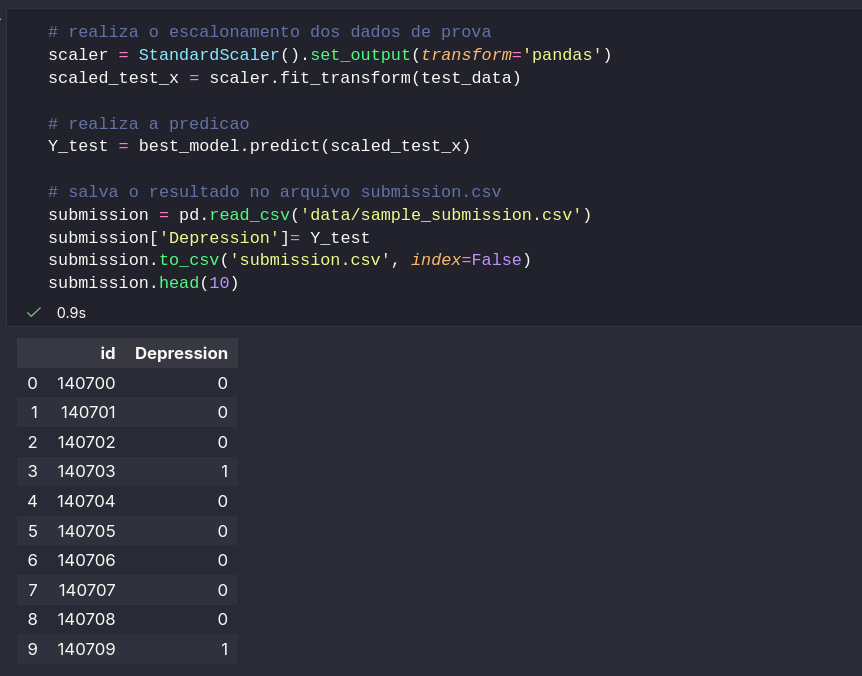 # realiza o escalonamento dos dados de prova
scaler = StandardScaler().set_output(transform='pandas')
scaled_test_x = scaler.fit_transform(test_data)
# realiza a predicao
Y_test = best_model.predict(scaled_test_x)
# salva o resultado no arquivo submission.csv
submission = pd.read_csv('data/sample_submission.csv')
submission['Depression']= Y_test
submission.to_csv('submission.csv', index=False)
submission.head(10)
0.9s
id Depression
0 140700 0
1 140701 0
2 140702 0
3 140703 1
4 140704 0
5 140705 0
6 140706 0
7 140707 0
8 140708 0
9 140709 1